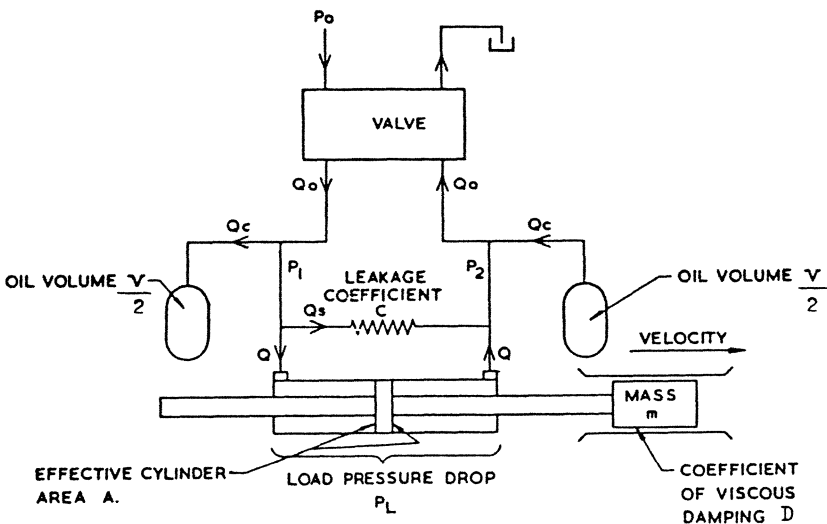 Po
VALVE
Qo
Qo
Qc
Qc
P1
P2
OIL VOLUME V/2
LEAKAGE
COEFFICIENT
C
OIL VOLUME V/2
Qs
VELOCITY
Q
Q
MASS
m
EFFECTIVE CYLINDER
AREA A.
LOAD PRESSURE DROP
PL
COEFFICIENT
OF VISCOUS
DAMPING D